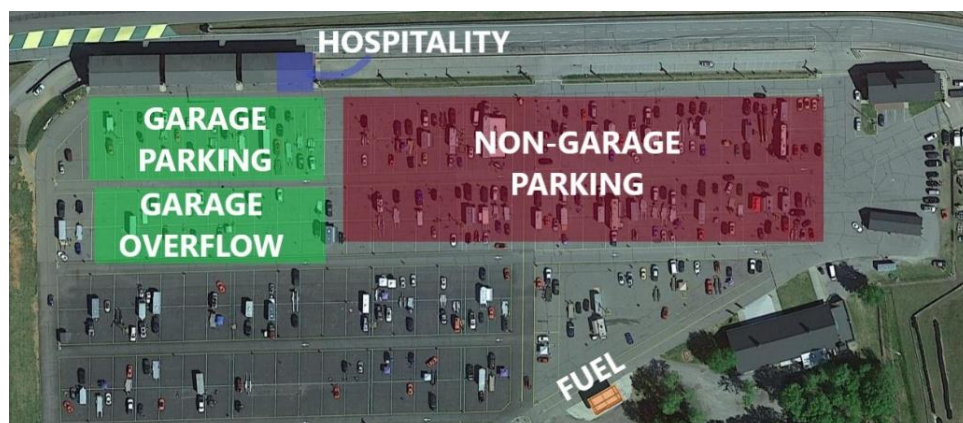 HOSPITALITY
GARAGE
PARKING
NON-GARAGE
PARKING
GARAGE
OVERFLOW
FUEL